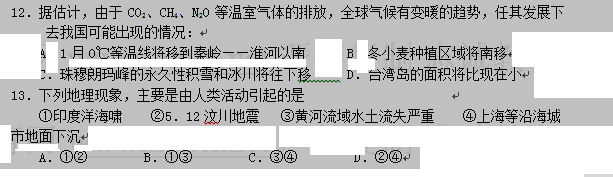 12. 据估计，由于 CO₂、CH₄、N₂O 等温室气体的排放，全球气候有变暖的趋势，任其发展下
去我国可能出现的情况：
A 1 月 0℃等温线将移到秦岭——淮河以南 B 冬小麦种植区域将南移
C. 珠穆朗玛峰的永久性积雪和冰川将往下移 D. 台湾岛的面积将比现在小
13. 下列地理现象，主要是由人类活动引起的是
①印度洋海啸 ②5.12 汶川地震 ③黄河流域水土流失严重 ④上海等沿海城
市地面下沉
A. ①② B. ①③ C. ③④ D. ②④